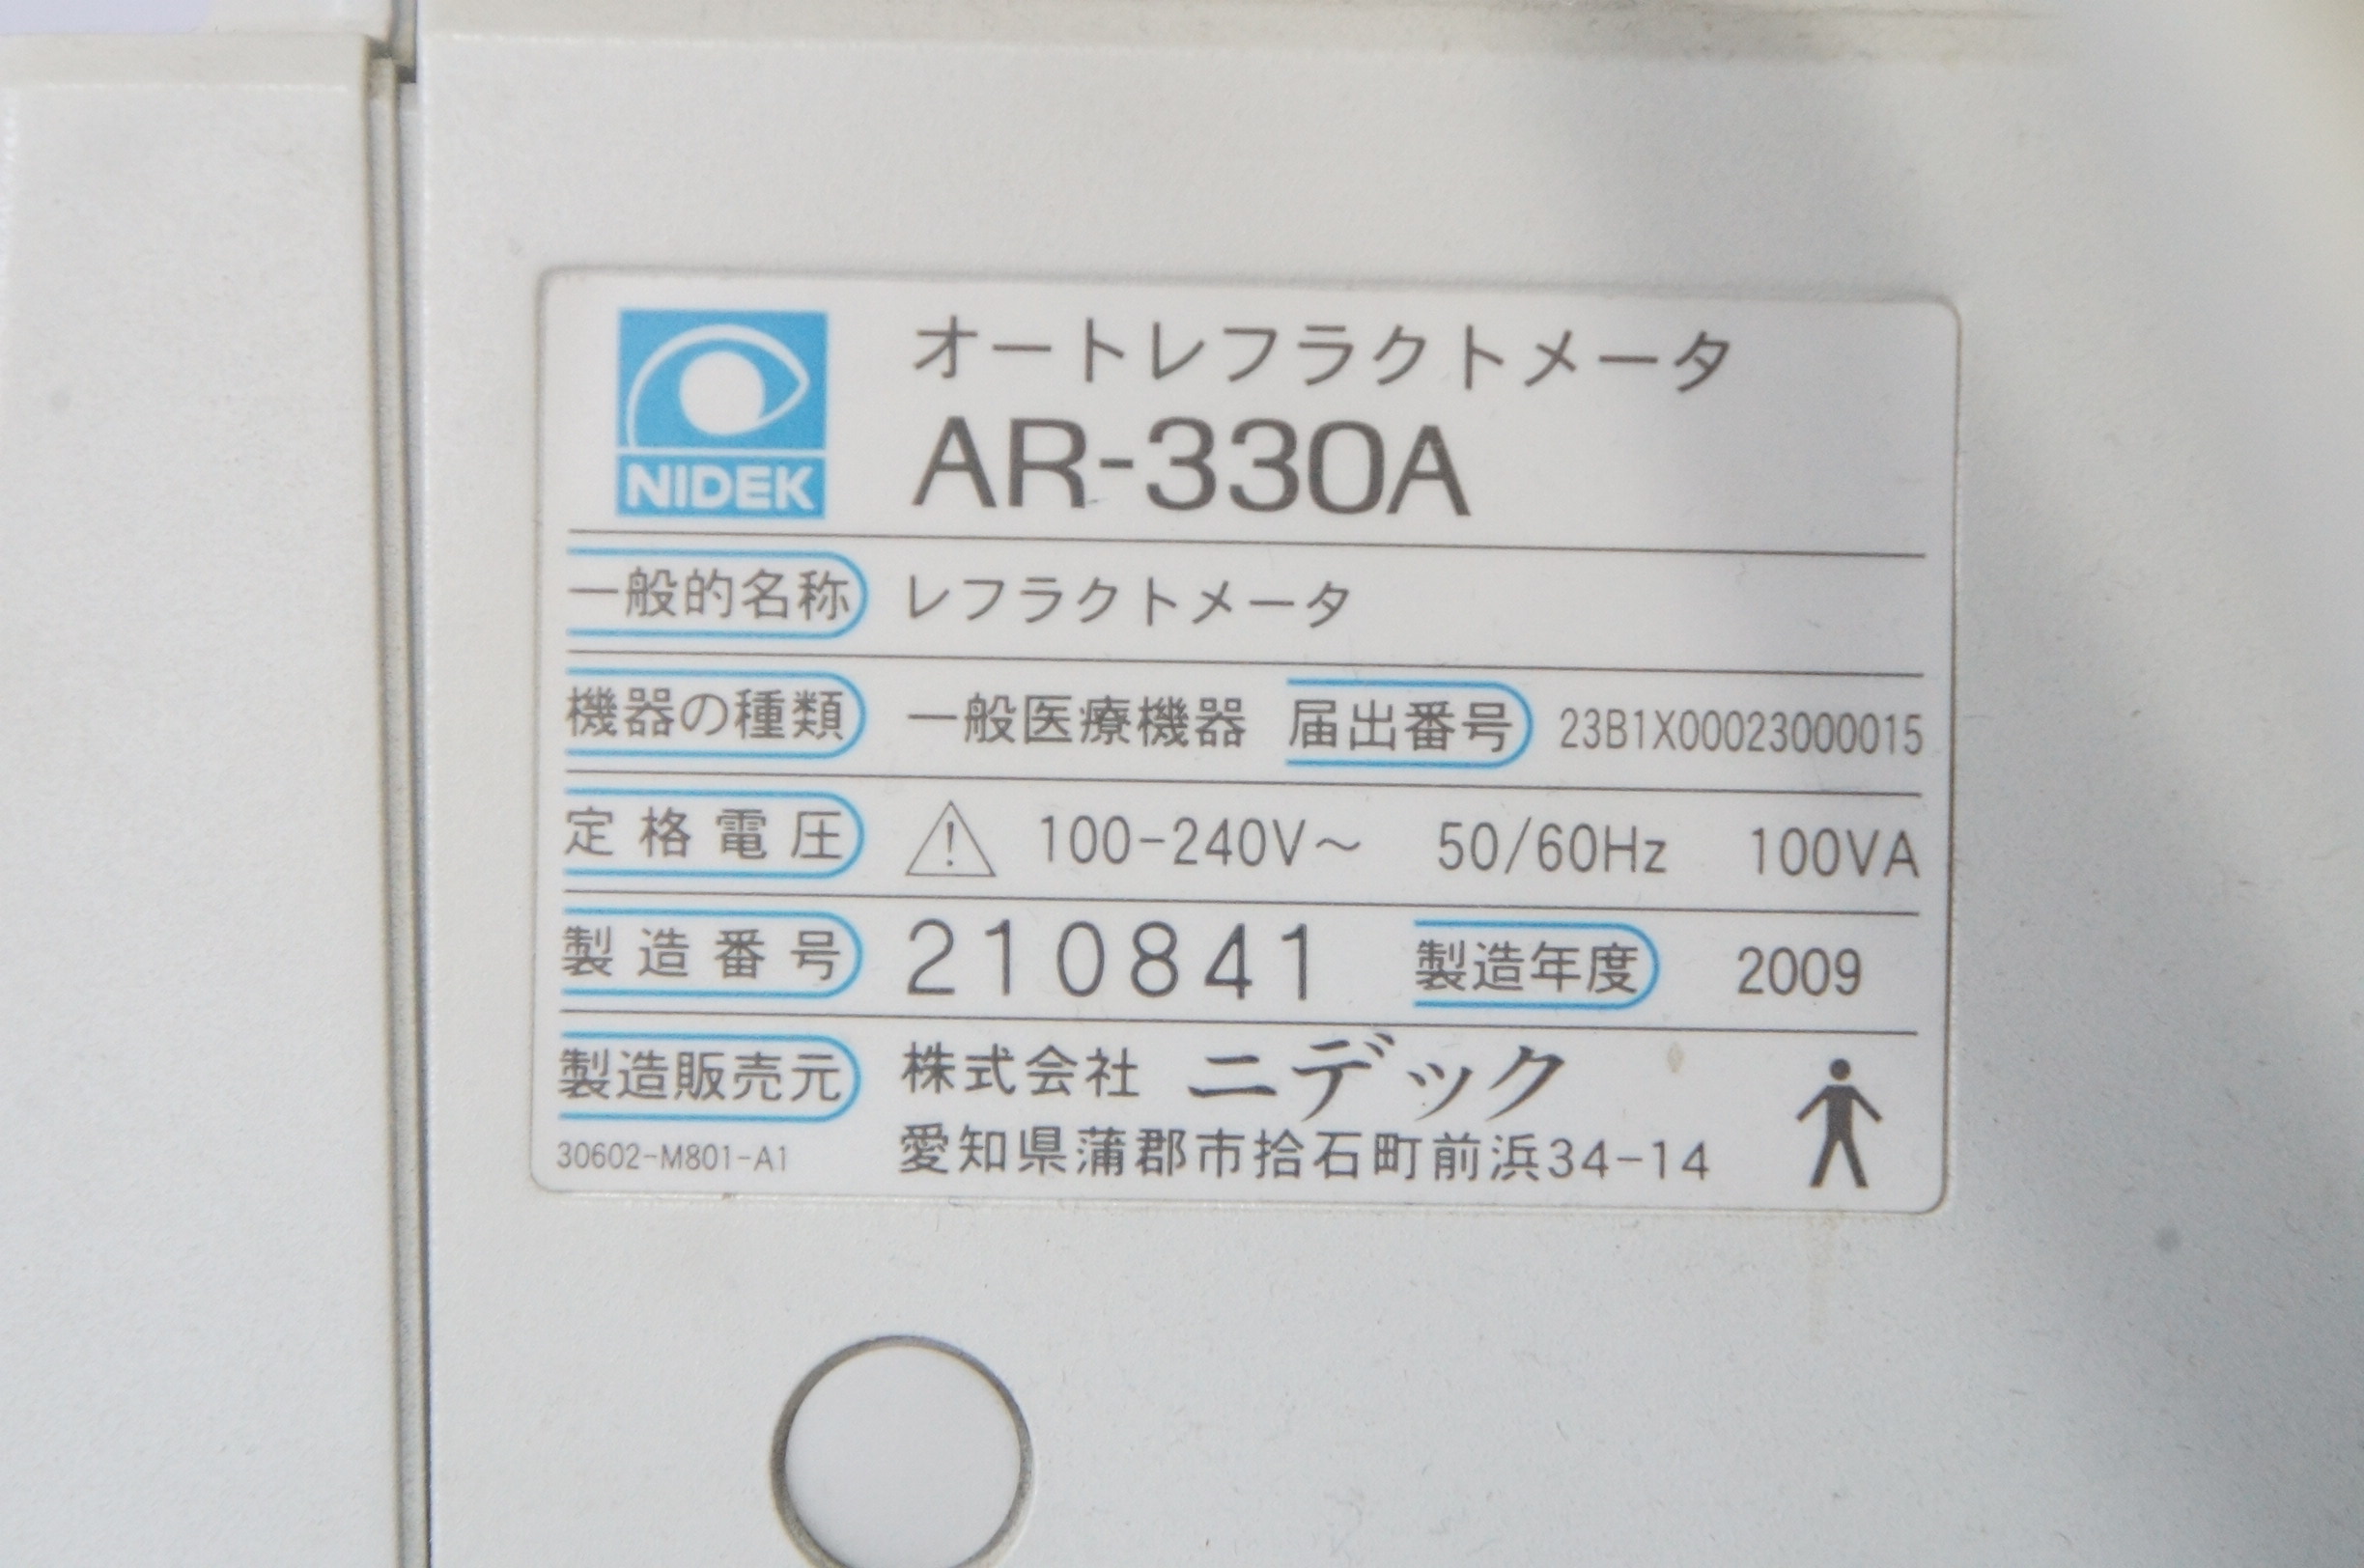 NIDEK
オートレフラクトメータ
AR-330A
一般的名称 レフラクトメータ
機器の種類 一般医療機器 届出番号 23B1X00023000015
定格電圧 100-240V～ 50/60Hz 100VA
製造番号 210841 製造年度 2009
製造販売元 株式会社 ニデック
30602-M801-A1 愛知県蒲郡市拾石町前浜34-14